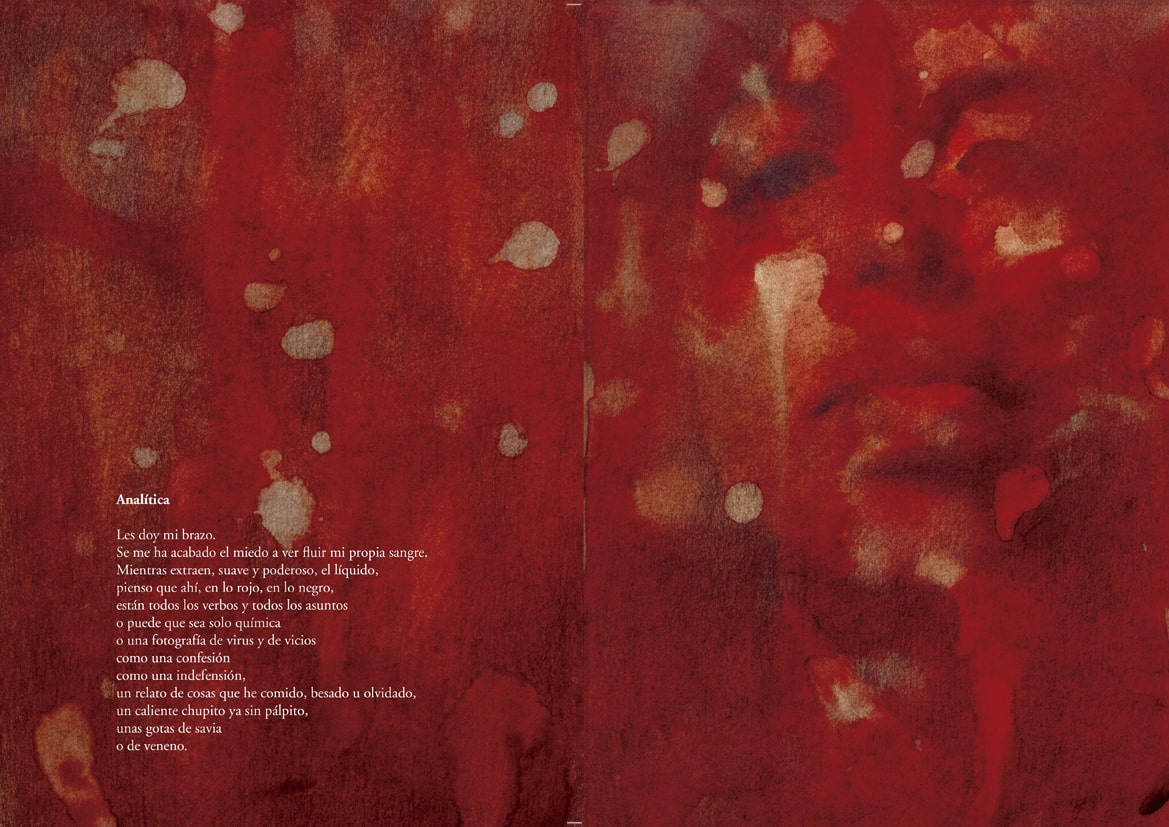 Analítica
Les doy mi brazo.
Se me ha acabado el miedo a ver fluir mi propia sangre.
Mientras extraen, suave y poderoso, el líquido,
pienso que ahí, en lo rojo, en lo negro,
están todos los verbos y todos los asuntos
o puede que sea solo química
o una fotografía de virus y de vicios
como una confesión
como una indefensión,
un relato de cosas que he comido, besado u olvidado,
un caliente chupito ya sin pálpito,
unas gotas de savia
o de veneno.